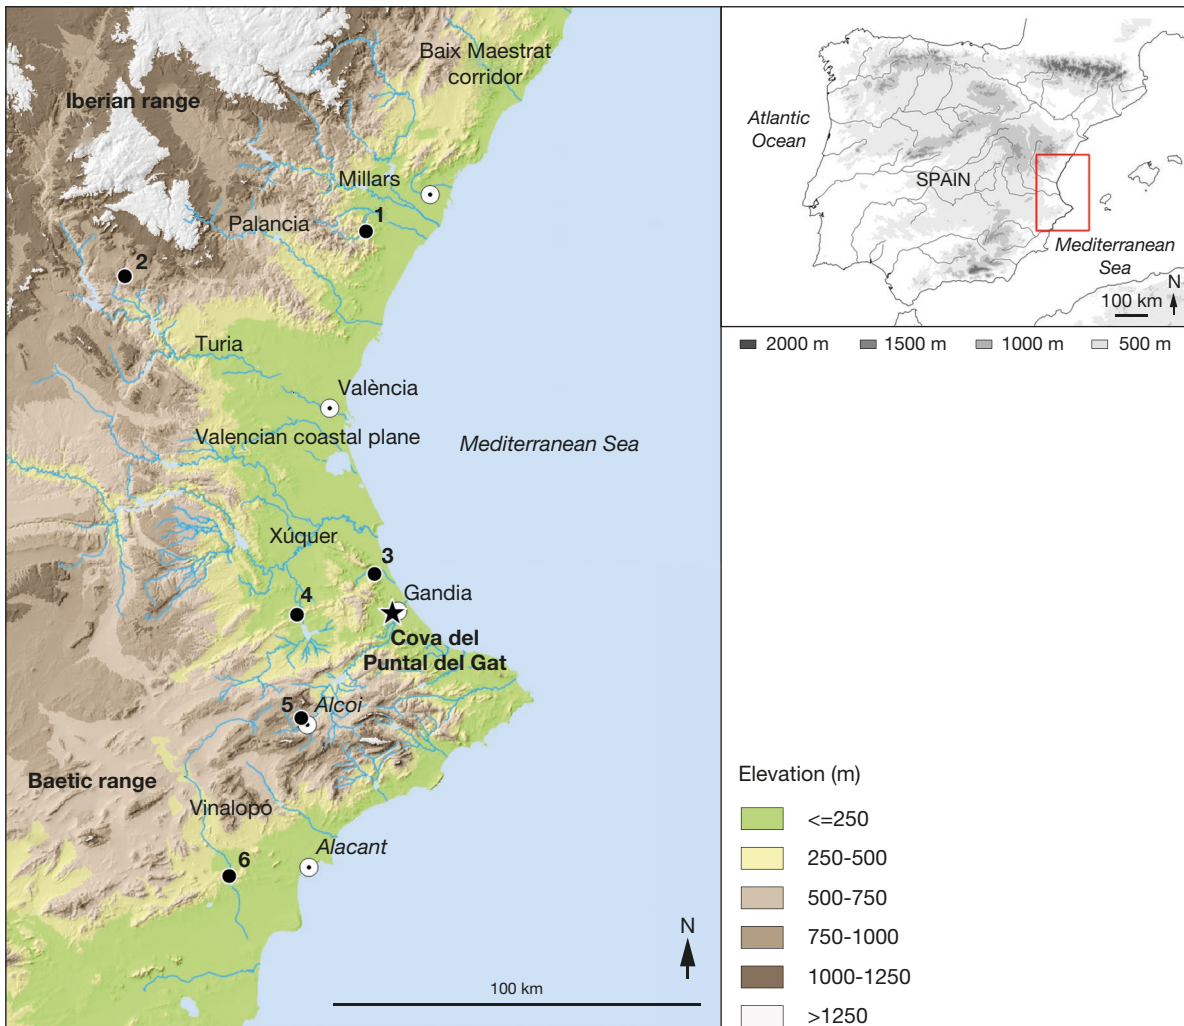 Baix Maestrat
corridor
Iberian range
Millars
1
Palancia
2
Turia
València
Valencian coastal plane
Mediterranean Sea
Xúquer
3
4
Gandia
Cova del
Puntal del Gat
5
Alcoi
Baetic range
Vinalopó
6
Alacant
N
100 km
Atlantic
Ocean
SPAIN
Mediterranean
Sea
N
100 km
2000 m
1500 m
1000 m
500 m
Elevation (m)
<=250
250-500
500-750
750-1000
1000-1250
>1250